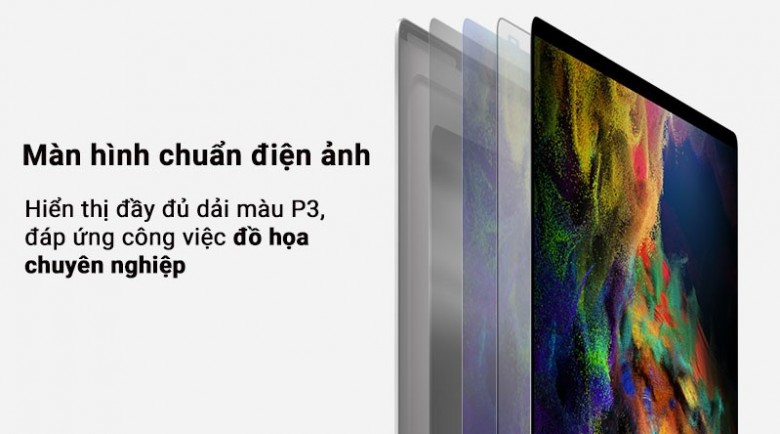 Màn hình chuẩn điện ảnh
Hiển thị đầy đủ dải màu P3,
đáp ứng công việc đồ họa
chuyên nghiệp